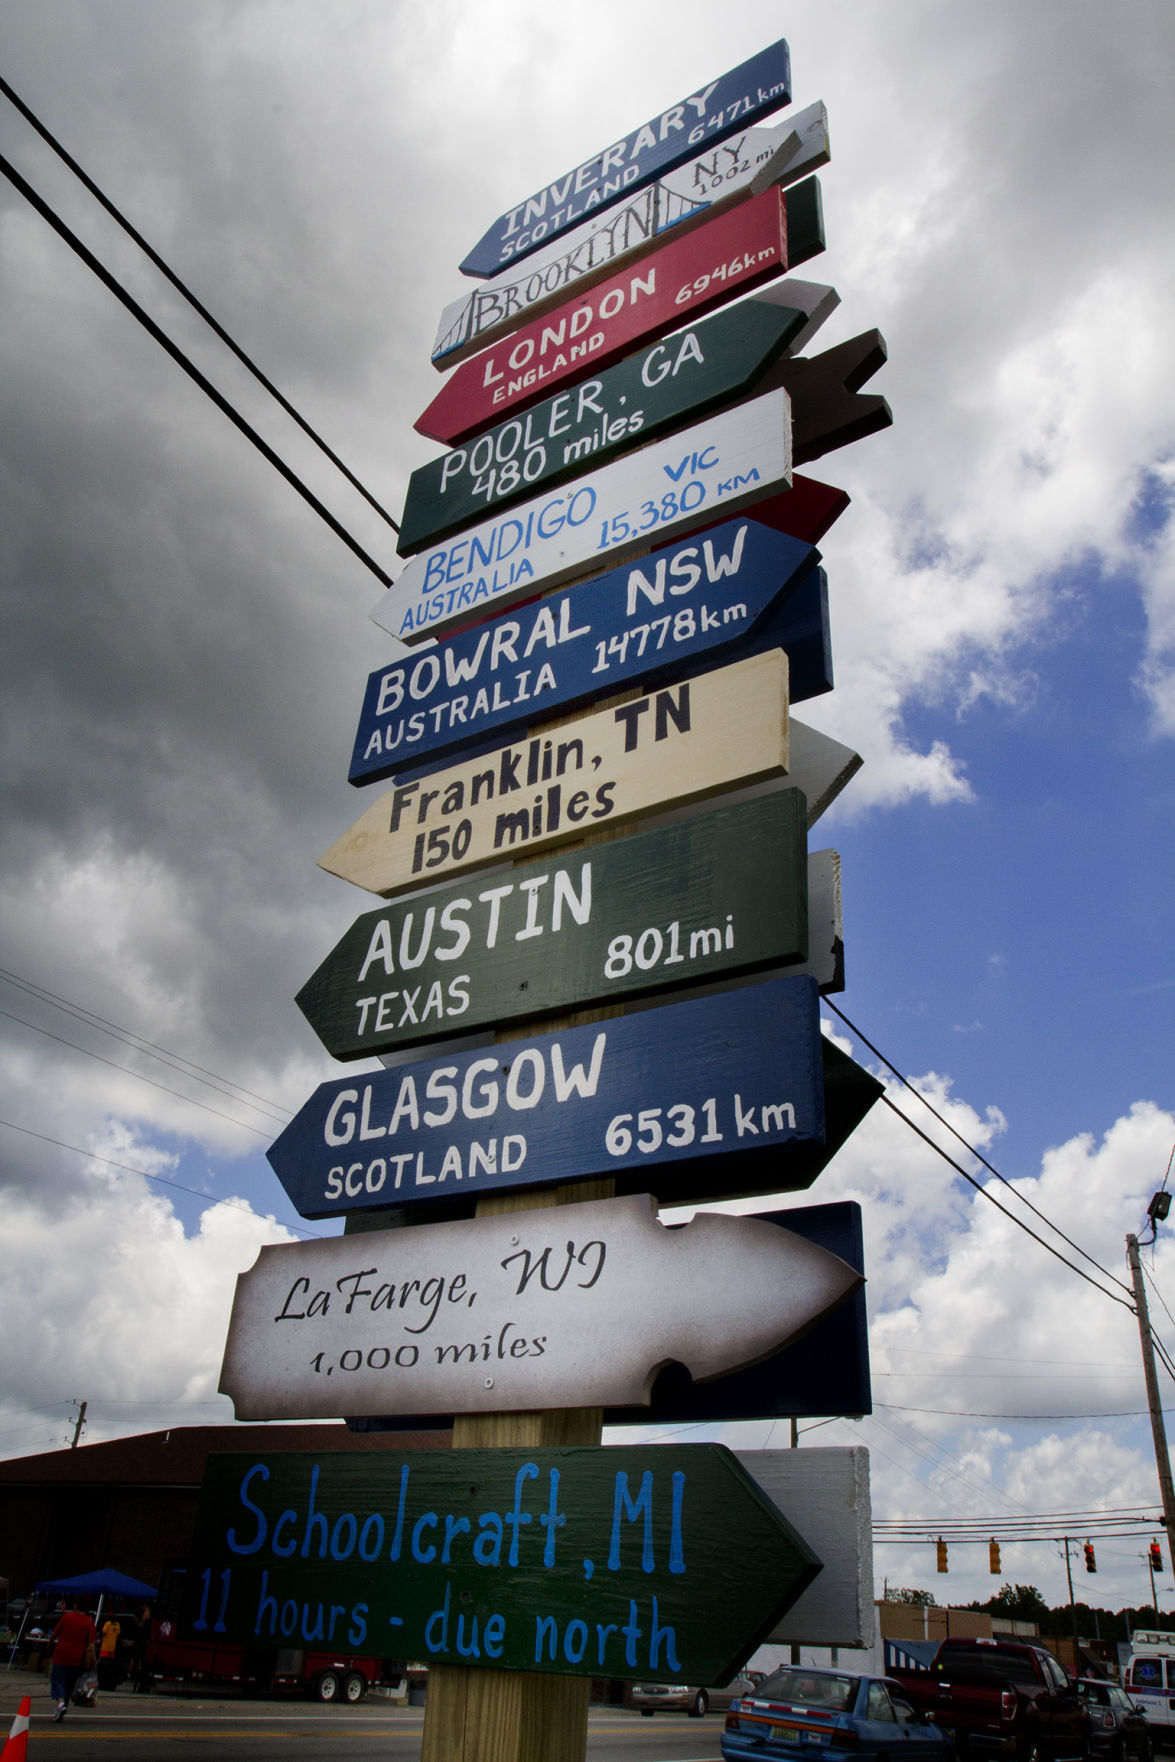 INVERARY
SCOTLAND 6471 km
BROOKLYN NY
1002 mi
LONDON
ENGLAND 6946km
POOLER, GA
480 miles
BENDIGO VIC
AUSTRALIA 15,380 KM
BOWRAL NSW
AUSTRALIA 14778km
Franklin, TN
150 miles
AUSTIN
TEXAS 801mi
GLASGOW
SCOTLAND 6531 km
LaFarge, WI
1,000 miles
Schoolcraft, MI
11 hours - due north